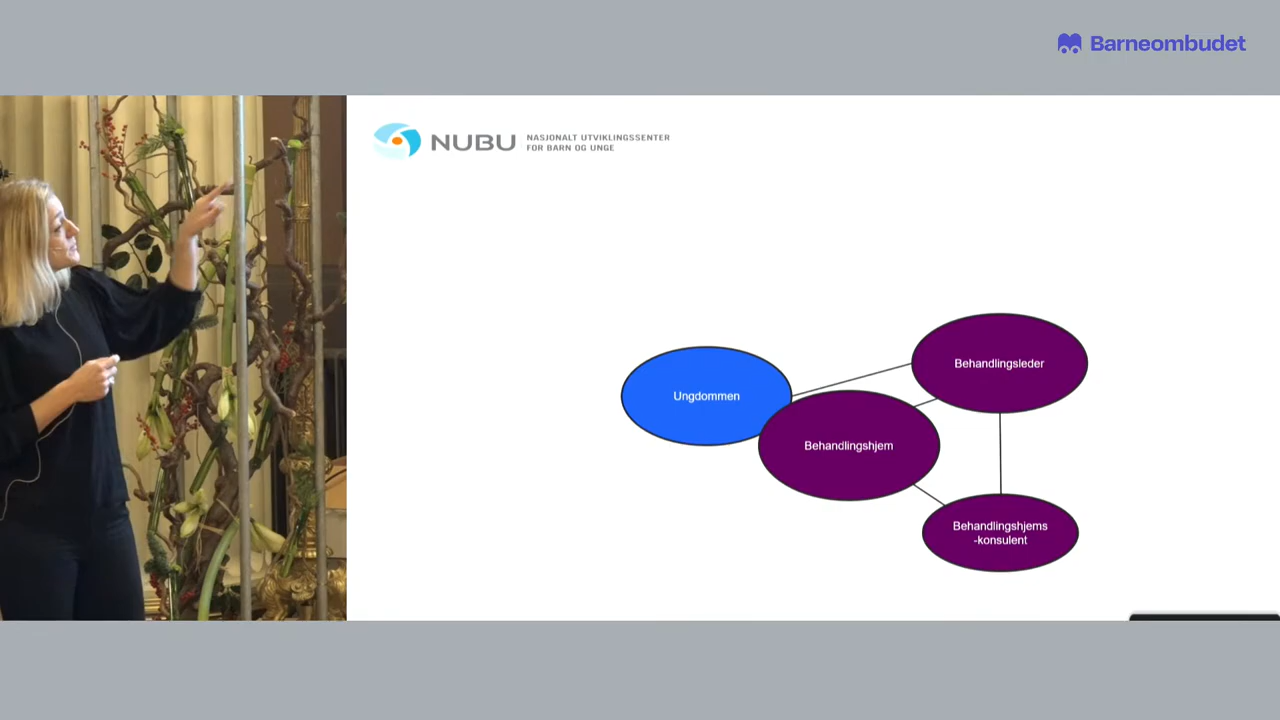 Barneombudet
NUBU
NASJONALT UTVIKLINGSSENTER
FOR BARN OG UNGE
Behandlingsleder
Ungdommen
Behandlingshjem
Behandlingshjems
-konsulent